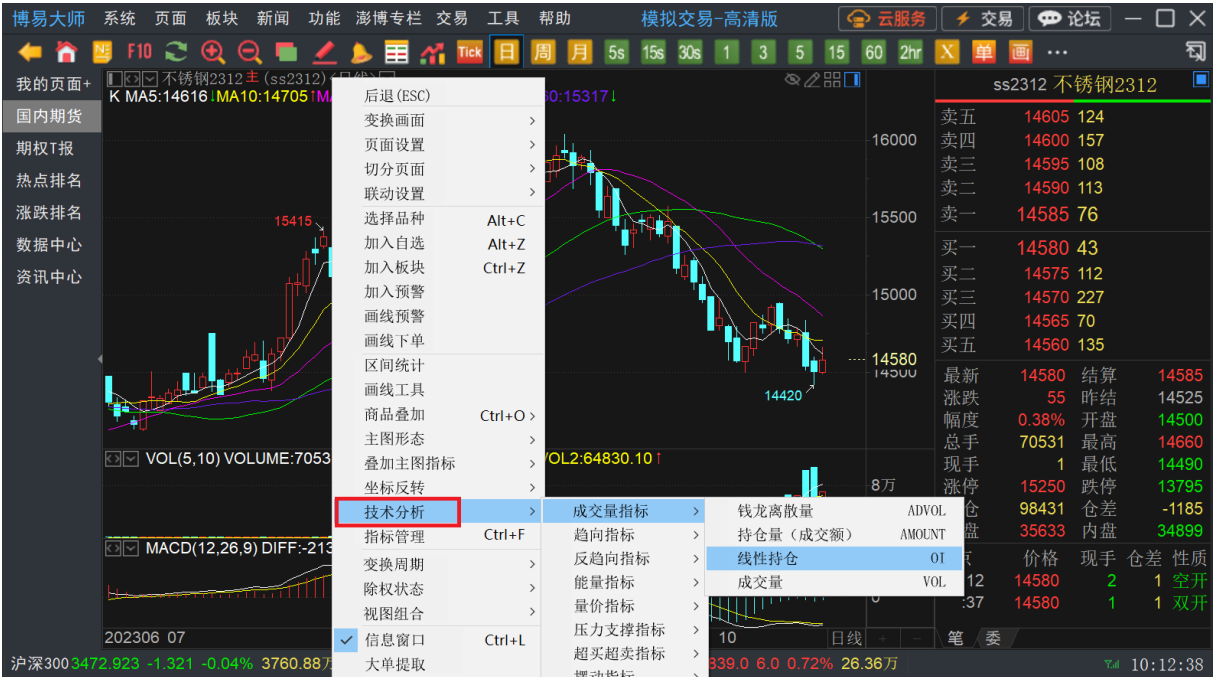 博易大师 系统 页面 板块 新闻 功能 澎博专栏 交易 工具 帮助 模拟交易-高清版 云服务 交易 论坛
F10 Tick 日 周 月 5s 15s 30s 1 3 5 15 60 2hr X 单 画
我的页面+
国内期货
期权T报
热点排名
涨跌排名
数据中心
资讯中心
不锈钢2312主(ss2312)
K MA5:14616↓MA10:14705↑ 60:15317↓
15415
16000
15500
15000
14580
14500
14420
VOL(5,10) VOLUME:7053 VOL2:64830.10↑
8万
MACD(12,26,9) DIFF:-213
0
202306 07 10 日线 + -
后退(ESC)
变换画面
页面设置
切分页面
联动设置
选择品种 Alt+C
加入自选 Alt+Z
加入板块 Ctrl+Z
加入预警
画线预警
画线下单
区间统计
画线工具
商品叠加 Ctrl+O
主图形态
叠加主图指标
坐标反转
技术分析
指标管理 Ctrl+F
变换周期
除权状态
视图组合
信息窗口 Ctrl+L
大单提取
成交量指标
趋向指标
反趋向指标
能量指标
量价指标
压力支撑指标
超买超卖指标
钱龙离散量 ADVOL
持仓量（成交额） AMOUNT
线性持仓 OI
成交量 VOL
ss2312 不锈钢2312
卖五 14605 124
卖四 14600 157
卖三 14595 108
卖二 14590 113
卖一 14585 76
买一 14580 43
买二 14575 112
买三 14570 227
买四 14565 70
买五 14560 135
最新 14580 结算 14585
涨跌 55 昨结 14525
幅度 0.38% 开盘 14500
总手 70531 最高 14660
现手 1 最低 14490
涨停 15250 跌停 13795
仓 98431 仓差 -1185
盘 35633 内盘 34899
价格 现手 仓差 性质
:12 14580 2 1 空开
:37 14580 1 1 双开
笔 委
沪深300 3472.923 -1.321 -0.04% 3760.88万 839.0 6.0 0.72% 26.36万 10:12:38